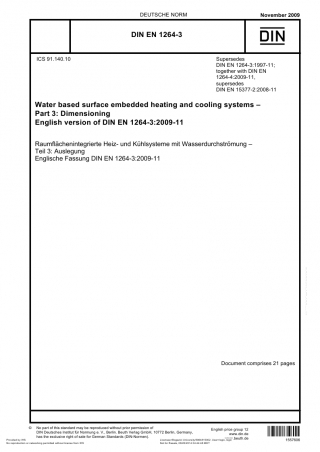 DEUTSCHE NORM
November 2009
DIN EN 1264-3
DIN
ICS 91.140.10
Supersedes
DIN EN 1264-3:1997-11;
together with DIN EN
1264-4:2009-11,
supersedes
DIN EN 15377-2:2008-11
Water based surface embedded heating and cooling systems –
Part 3: Dimensioning
English version of DIN EN 1264-3:2009-11
Raumflächenintegrierte Heiz- und Kühlsysteme mit Wasserdurchströmung –
Teil 3: Auslegung
Englische Fassung DIN EN 1264-3:2009-11
Document comprises 21 pages
© No part of this standard may be reproduced without prior permission of
DIN Deutsches Institut für Normung e. V., Berlin. Beuth Verlag GmbH, 10772 Berlin, Germany,
has the exclusive right of sale for German Standards (DIN-Normen).
English price group 12
www.din.de
beuth.de